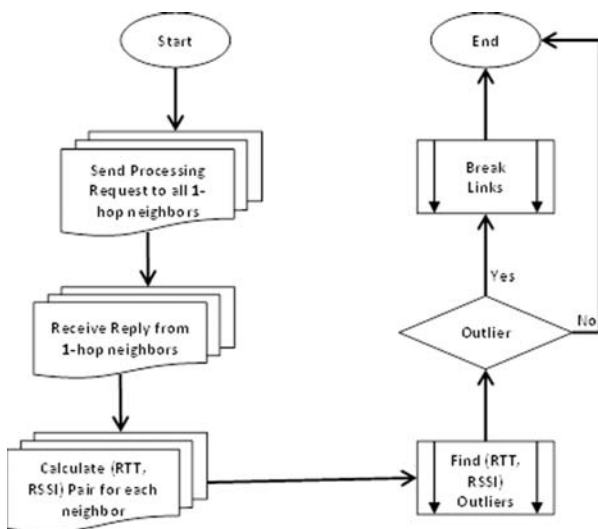 Start
Send Processing
Request to all 1-
hop neighbors
Receive Reply from
1-hop neighbors
Calculate (RTT,
RSSI) Pair for each
neighbor
Find (RTT,
RSSI)
Outliers
Outlier
Yes
No
Break
Links
End